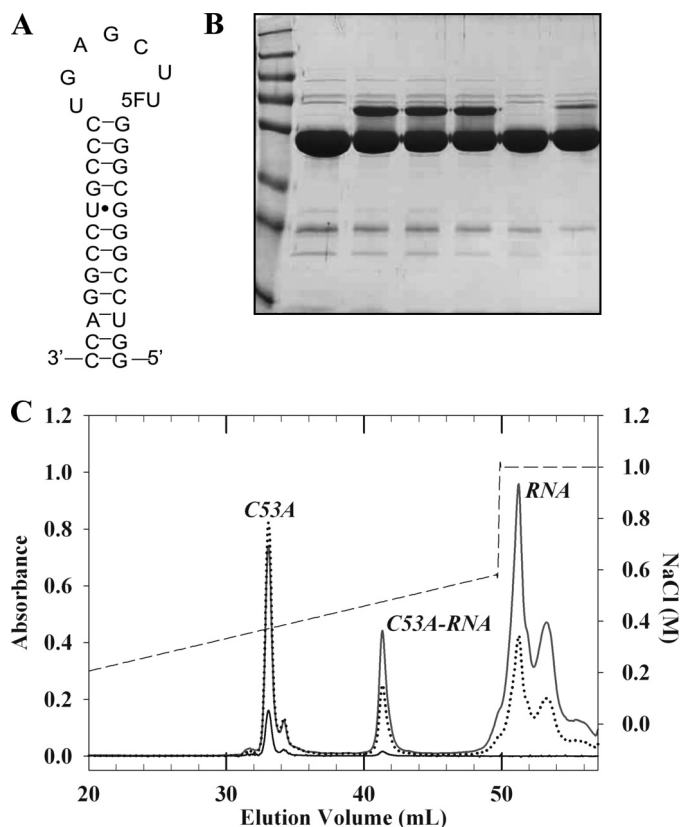 A
B
G A G C U
U 5FU
C–G
C–G
C–G
G–C
U•G
C–G
C–G
G–C
G–C
A–U
C–G
3'–C–G–5'
C
1.2
1.0
0.8
0.6
0.4
0.2
0.0
Absorbance
C53A
C53A-RNA
RNA
1.2
1.0
0.8
0.6
0.4
0.2
0.0
NaCl (M)
20 30 40 50
Elution Volume (mL)